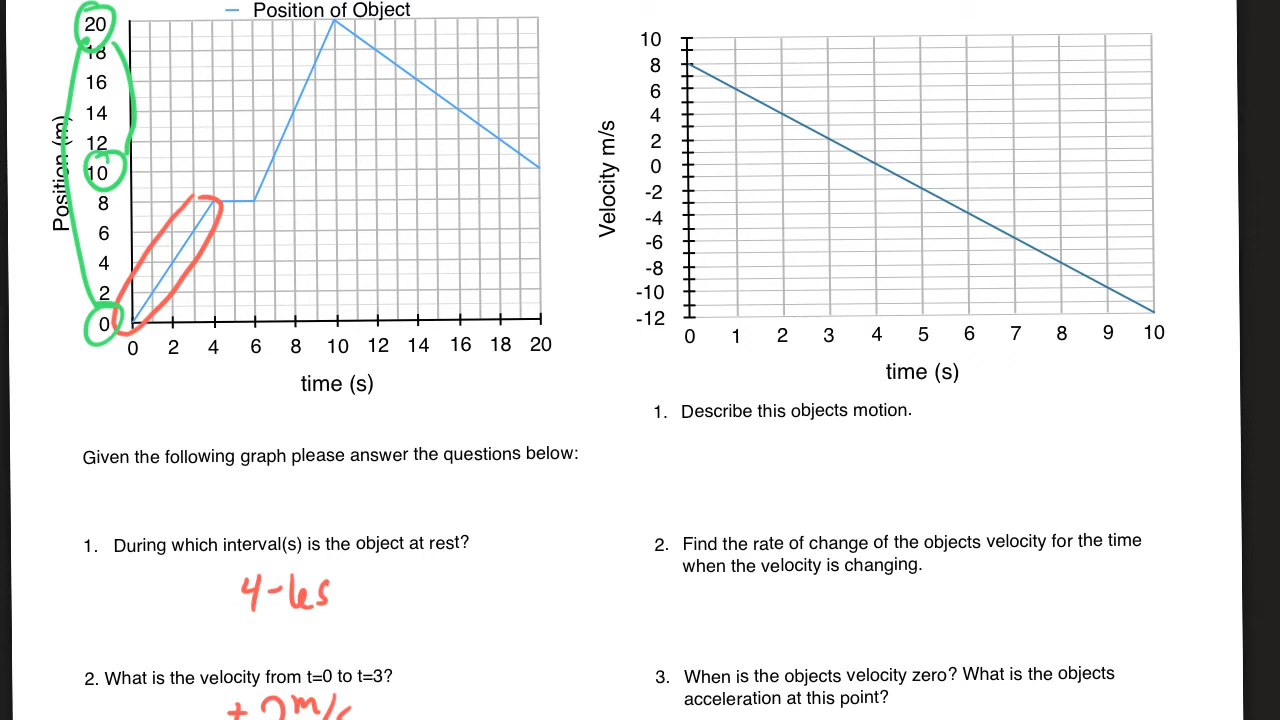 Position of Object
20
18
16
14
12
10
8
6
4
2
0
Position (m)
0 2 4 6 8 10 12 14 16 18 20
time (s)
Given the following graph please answer the questions below:
1. During which interval(s) is the object at rest?
4-6s
2. What is the velocity from t=0 to t=3?
+2m/s
10
8
6
4
2
0
-2
-4
-6
-8
-10
-12
Velocity m/s
0 1 2 3 4 5 6 7 8 9 10
time (s)
1. Describe this objects motion.
2. Find the rate of change of the objects velocity for the time
when the velocity is changing.
3. When is the objects velocity zero? What is the objects
acceleration at this point?